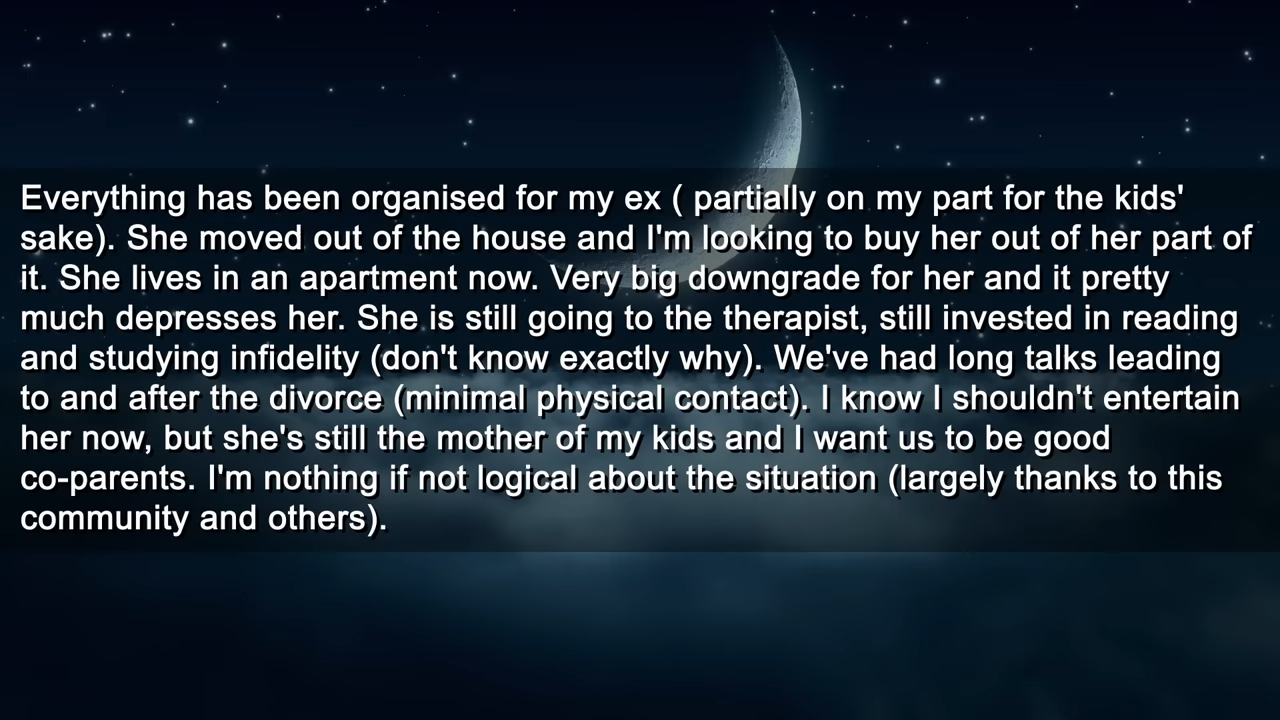 Everything has been organised for my ex ( partially on my part for the kids'
sake). She moved out of the house and I'm looking to buy her out of her part of
it. She lives in an apartment now. Very big downgrade for her and it pretty
much depresses her. She is still going to the therapist, still invested in reading
and studying infidelity (don't know exactly why). We've had long talks leading
to and after the divorce (minimal physical contact). I know I shouldn't entertain
her now, but she's still the mother of my kids and I want us to be good
co-parents. I'm nothing if not logical about the situation (largely thanks to this
community and others).